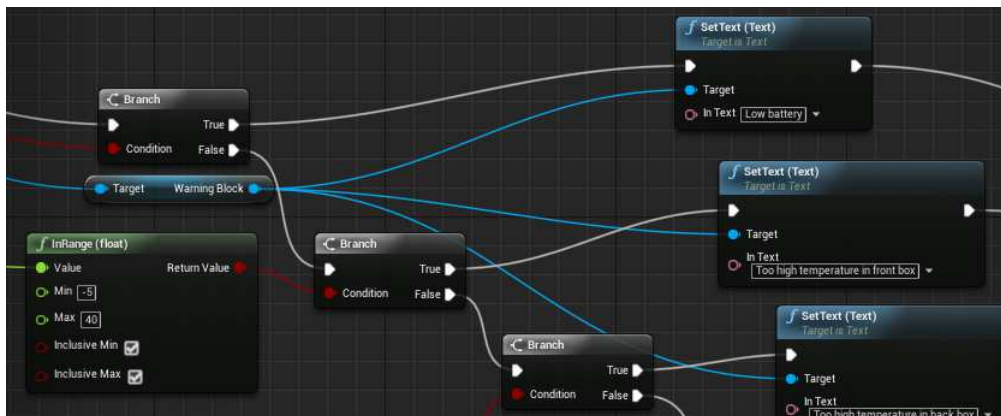 SetText (Text)
Target is Text
Target
In Text Low battery
Branch
True
Condition False
Target Warning Block
SetText (Text)
Target is Text
Target
In Text
Too high temperature in front box
InRange (float)
Value Return Value
Min -5
Max 40
Inclusive Min
Inclusive Max
Branch
True
Condition False
SetText (Text)
Target is Text
Target
In Text
Too high temperature in back box
Branch
True
Condition False